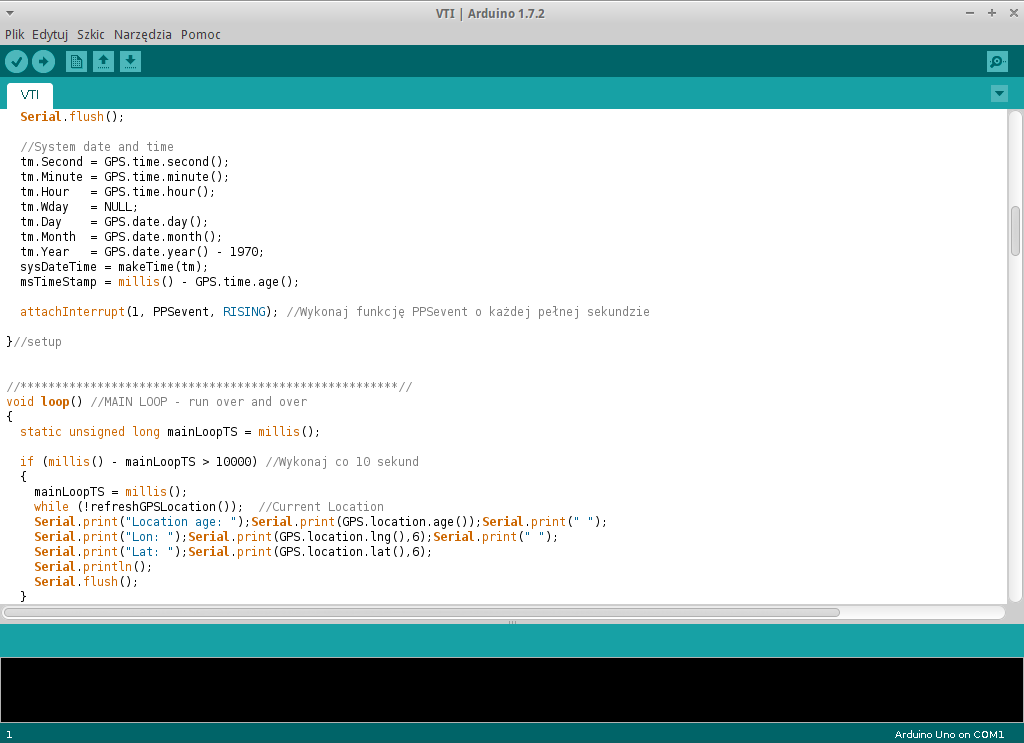 VTI | Arduino 1.7.2
Plik Edytuj Szkic Narzędzia Pomoc
VTI
Serial.flush();
//System date and time
tm.Second = GPS.time.second();
tm.Minute = GPS.time.minute();
tm.Hour   = GPS.time.hour();
tm.Wday   = NULL;
tm.Day    = GPS.date.day();
tm.Month  = GPS.date.month();
tm.Year   = GPS.date.year() - 1970;
sysDateTime = makeTime(tm);
msTimeStamp = millis() - GPS.time.age();
attachInterrupt(1, PPSevent, RISING); //Wykonaj funkcję PPSevent o każdej pełnej sekundzie
}//setup
//******************************************************//
void loop() //MAIN LOOP - run over and over
{
static unsigned long mainLoopTS = millis();
if (millis() - mainLoopTS > 10000) //Wykonaj co 10 sekund
{
mainLoopTS = millis();
while (!refreshGPSLocation());  //Current Location
Serial.print("Location age: ");Serial.print(GPS.location.age());Serial.print(" ");
Serial.print("Lon: ");Serial.print(GPS.location.lng(),6);Serial.print(" ");
Serial.print("Lat: ");Serial.print(GPS.location.lat(),6);
Serial.println();
Serial.flush();
}
1
Arduino Uno on COM1